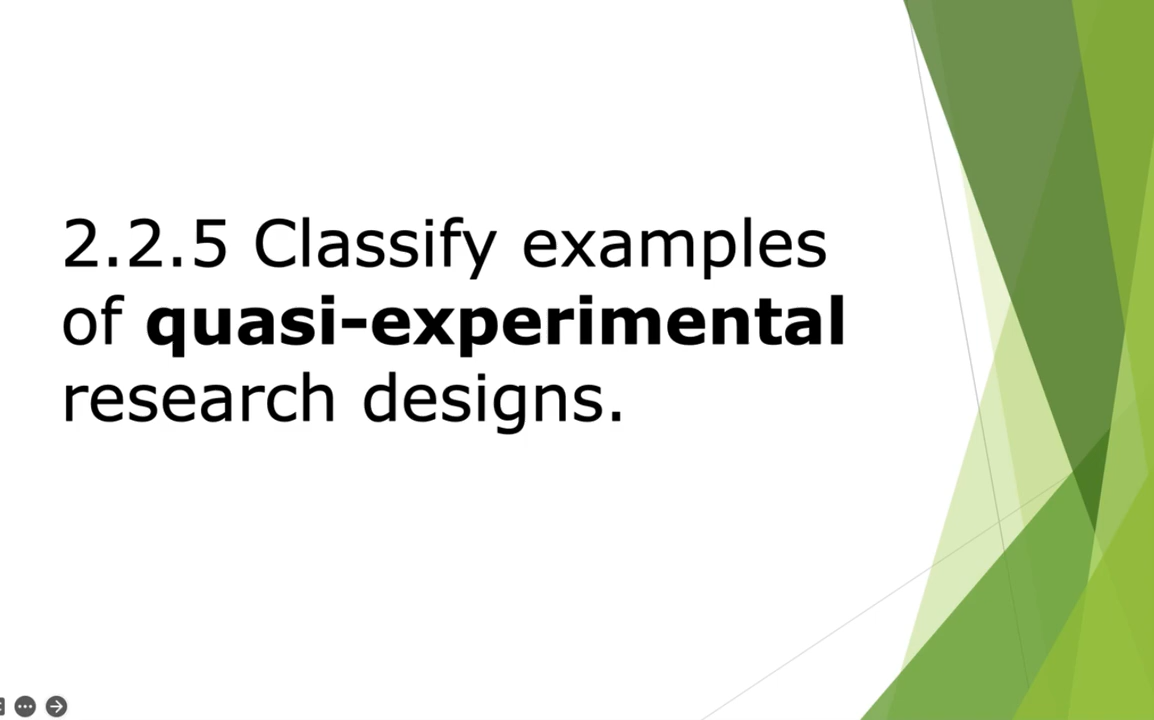 2.2.5 Classify examples
of quasi-experimental
research designs.